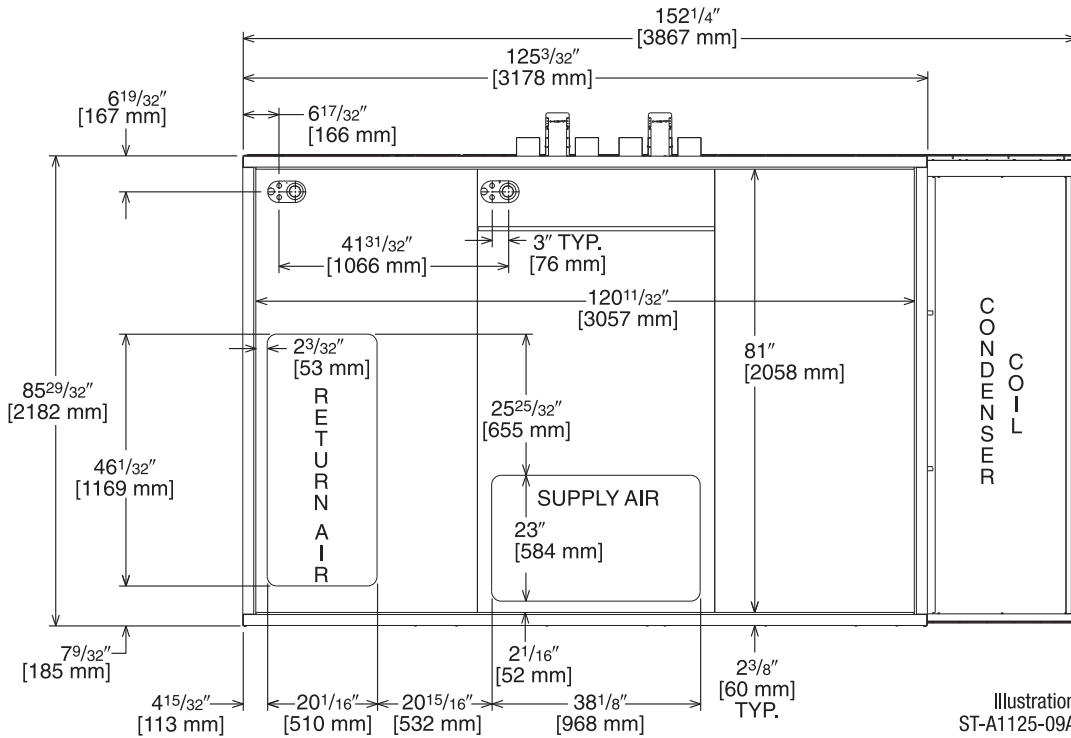 152 1/4"
[3867 mm]
125 3/32"
[3178 mm]
6 19/32"
[167 mm]
6 17/32"
[166 mm]
41 31/32"
[1066 mm]
3" TYP.
[76 mm]
120 11/32"
[3057 mm]
2 3/32"
[53 mm]
85 29/32"
[2182 mm]
81"
[2058 mm]
25 25/32"
[655 mm]
46 1/32"
[1169 mm]
RETURN AIR
SUPPLY AIR
23"
[584 mm]
CONDENSER
COIL
7 9/32"
[185 mm]
2 1/16"
[52 mm]
2 3/8"
[60 mm]
TYP.
4 15/32"
[113 mm]
20 1/16"
[510 mm]
20 15/16"
[532 mm]
38 1/8"
[968 mm]
Illustration
ST-A1125-09A